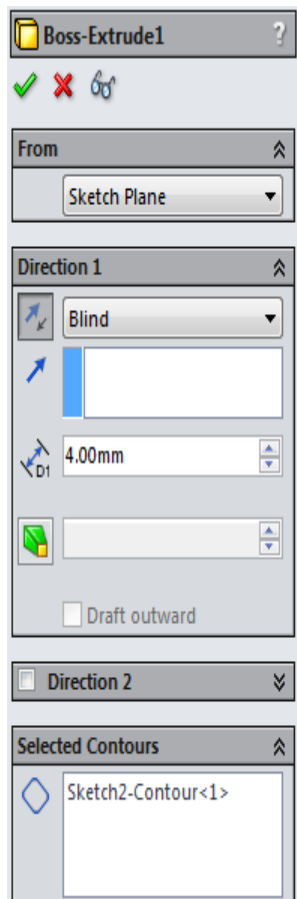 Boss-Extrude1 ?
From
Sketch Plane
Direction 1
Blind
D1 4.00mm
Draft outward
Direction 2
Selected Contours
Sketch2-Contour<1>